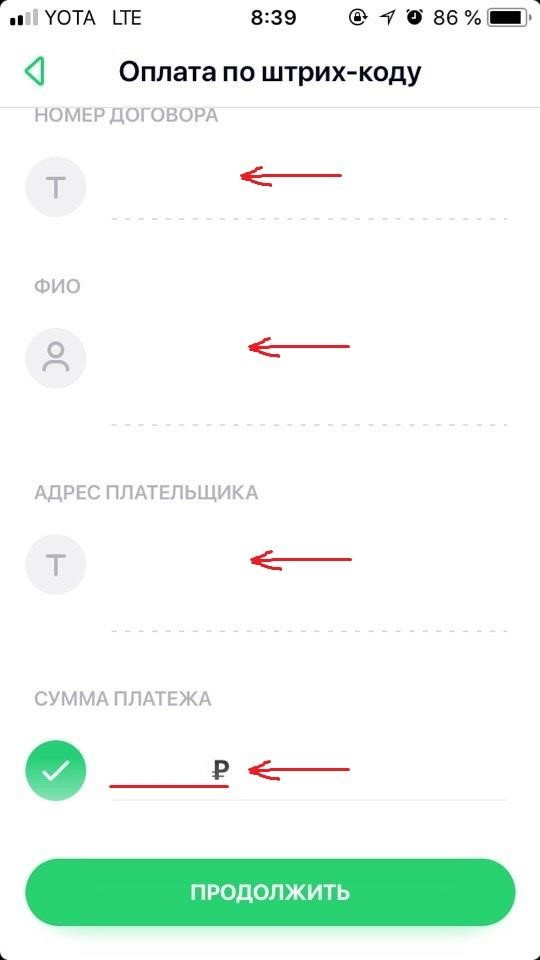 YOTA LTE 8:39 86 %
Оплата по штрих-коду
НОМЕР ДОГОВОРА
T
ФИО
АДРЕС ПЛАТЕЛЬЩИКА
T
СУММА ПЛАТЕЖА
₽
ПРОДОЛЖИТЬ